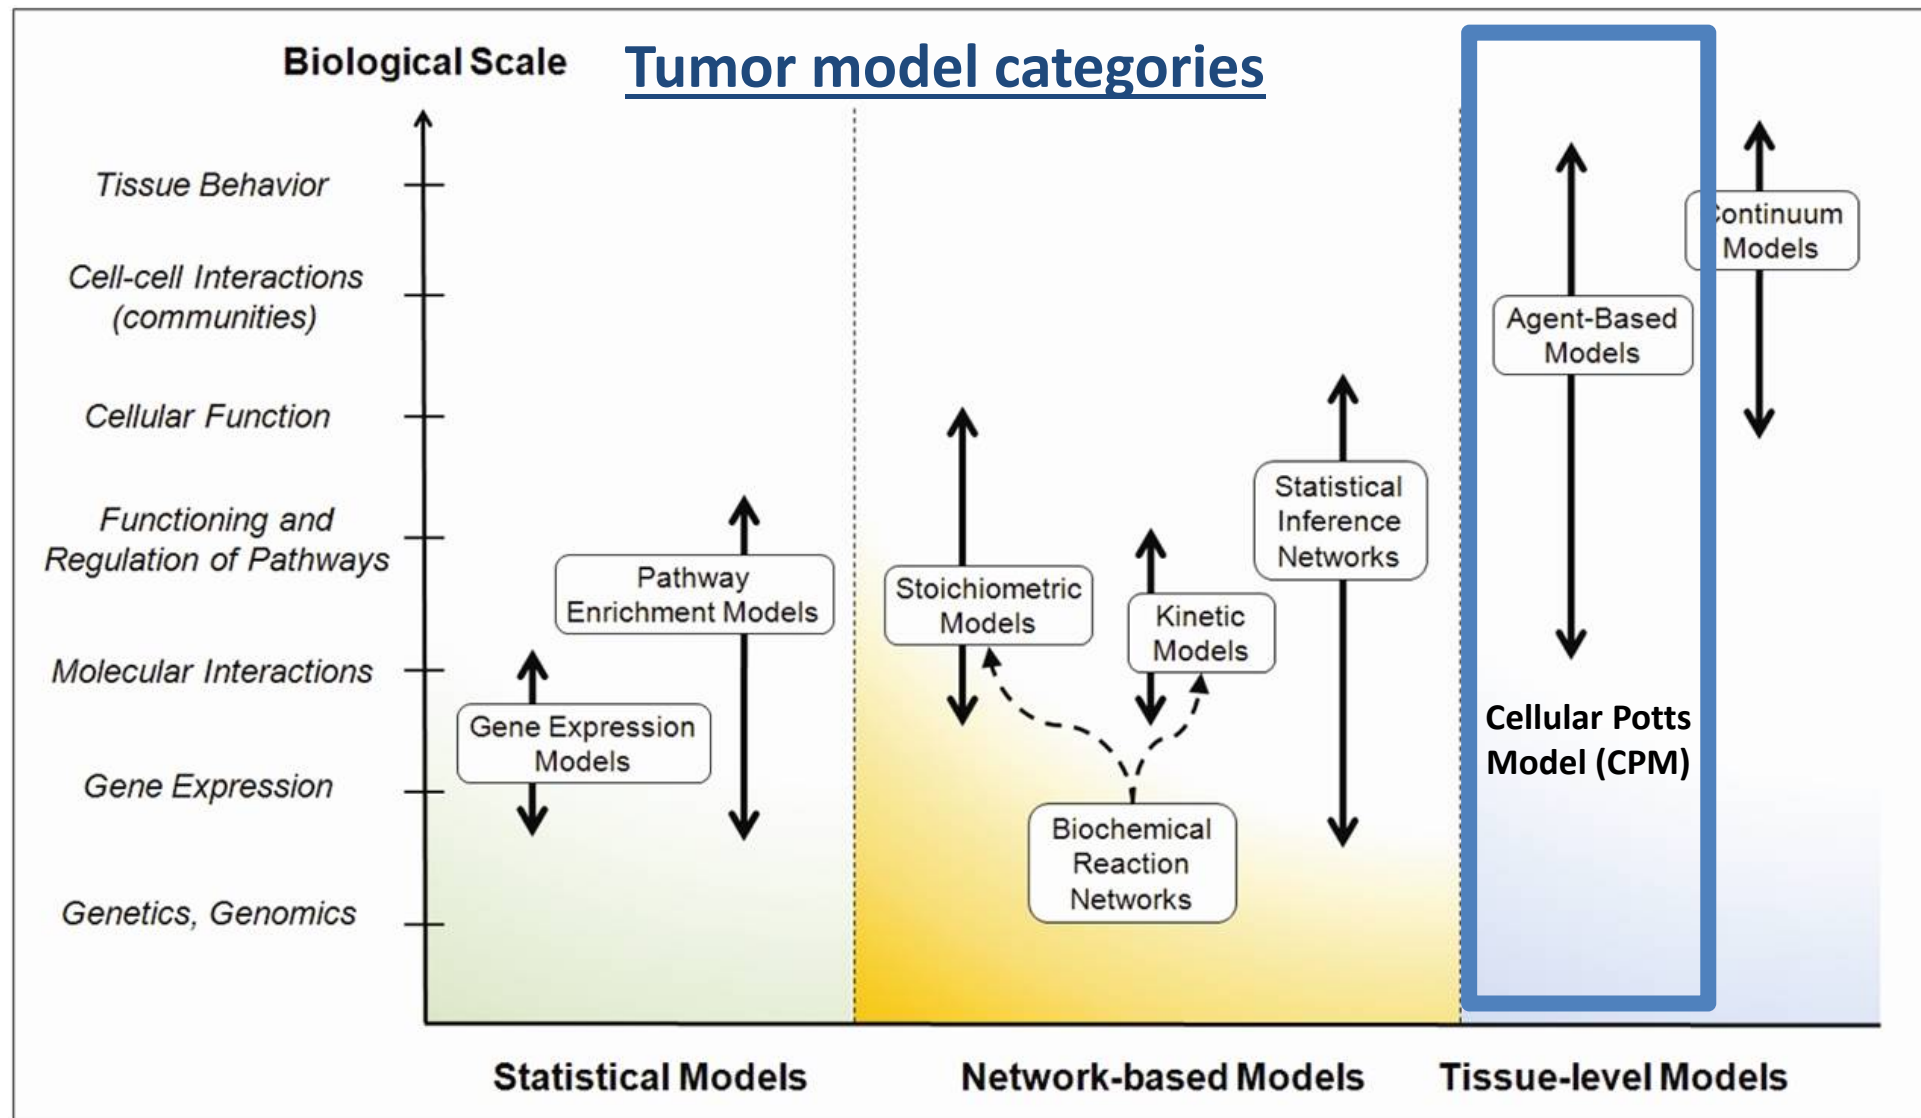 Biological Scale
Tumor model categories
Tissue Behavior
Cell-cell Interactions
(communities)
Cellular Function
Functioning and
Regulation of Pathways
Molecular Interactions
Gene Expression
Genetics, Genomics
Gene Expression
Models
Pathway
Enrichment Models
Stoichiometric
Models
Kinetic
Models
Biochemical
Reaction
Networks
Statistical
Inference
Networks
Agent-Based
Models
Cellular Potts
Model (CPM)
Continuum
Models
Statistical Models
Network-based Models
Tissue-level Models